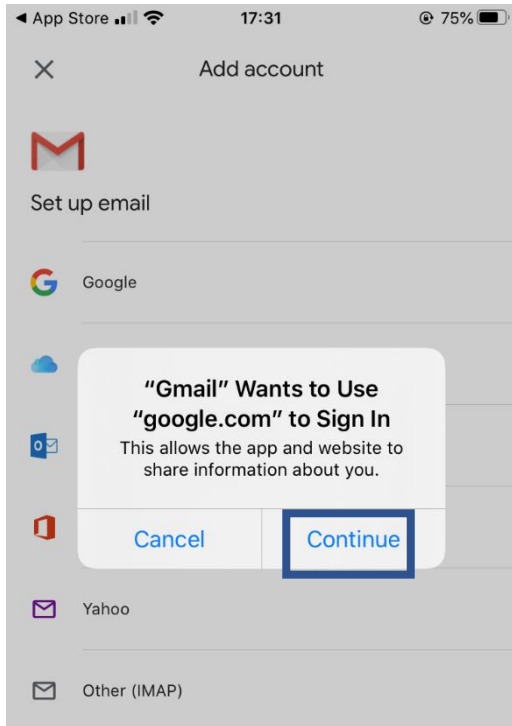 ◀ App Store 17:31 75%
Add account
Set up email
Google
“Gmail” Wants to Use
“google.com” to Sign In
This allows the app and website to
share information about you.
Cancel Continue
Yahoo
Other (IMAP)